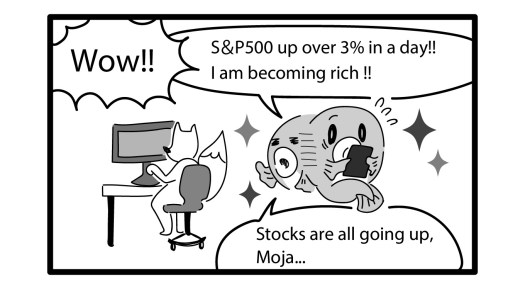 Wow!!
S&P500 up over 3% in a day!!
I am becoming rich !!
Stocks are all going up,
Moja...